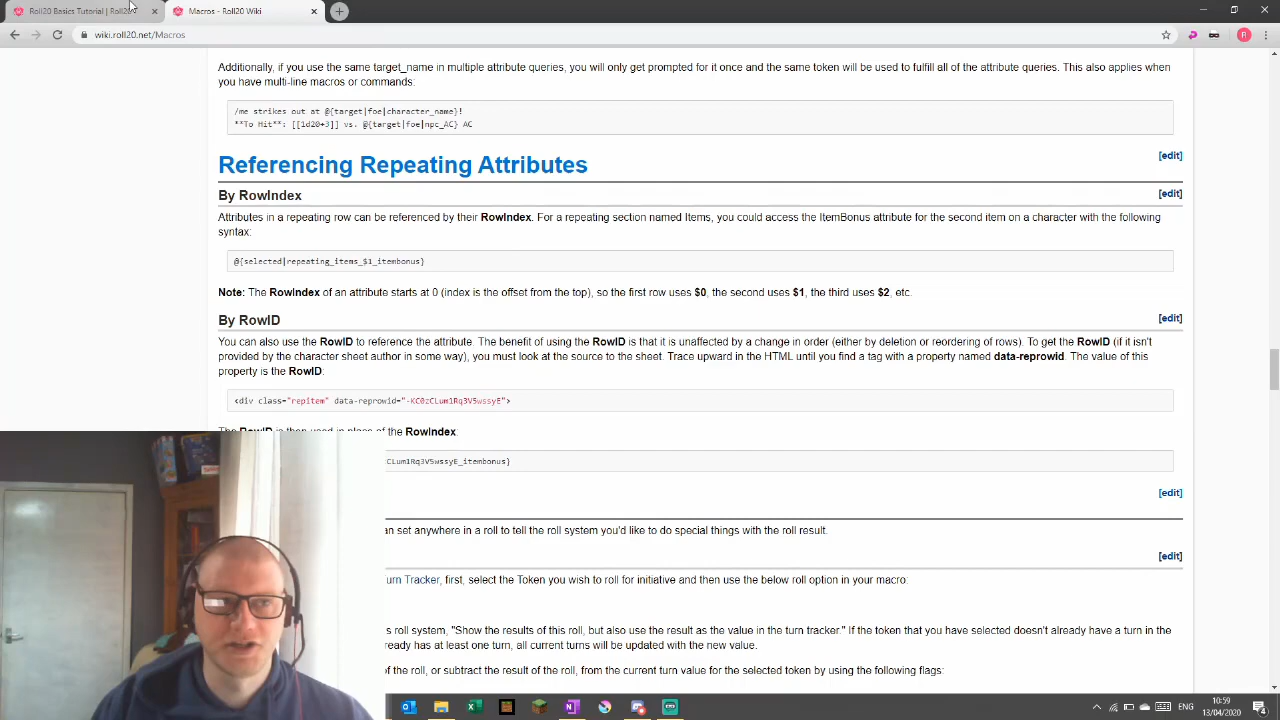 Roll20 Basics Tutorial | Roll20
Macros - Roll20 Wiki
wiki.roll20.net/Macros
R
Additionally, if you use the same target_name in multiple attribute queries, you will only get prompted for it once and the same token will be used to fulfill all of the attribute queries. This also applies when
you have multi-line macros or commands:
/me strikes out at @{target|foe|character_name}!
**To Hit**: [[1d20+3]] vs. @{target|foe|npc_AC} AC
Referencing Repeating Attributes
[edit]
By RowIndex
[edit]
Attributes in a repeating row can be referenced by their RowIndex. For a repeating section named Items, you could access the ItemBonus attribute for the second item on a character with the following
syntax:
@{selected|repeating_items_$1_itembonus}
Note: The RowIndex of an attribute starts at 0 (index is the offset from the top), so the first row uses $0, the second uses $1, the third uses $2, etc.
By RowID
[edit]
You can also use the RowID to reference the attribute. The benefit of using the RowID is that it is unaffected by a change in order (either by deletion or reordering of rows). To get the RowID (if it isn't
provided by the character sheet author in some way), you must look at the source to the sheet. Trace upward in the HTML until you find a tag with a property named data-reprowid. The value of this
property is the RowID:
<div class="repitem" data-reprowid="-KC0zCLum1Rq3V5wssyE">
The RowID is then used in place of the RowIndex.
CLum1Rq3V5wssyE_itembonus}
[edit]
an set anywhere in a roll to tell the roll system you'd like to do special things with the roll result.
[edit]
urn Tracker, first, select the Token you wish to roll for initiative and then use the below roll option in your macro:
s roll system, "Show the results of this roll, but also use the result as the value in the turn tracker." If the token that you have selected doesn't already have a turn in the
ready has at least one turn, all current turns will be updated with the new value.
of the roll, or subtract the result of the roll, from the current turn value for the selected token by using the following flags:
ENG
10:59
13/04/2020
4